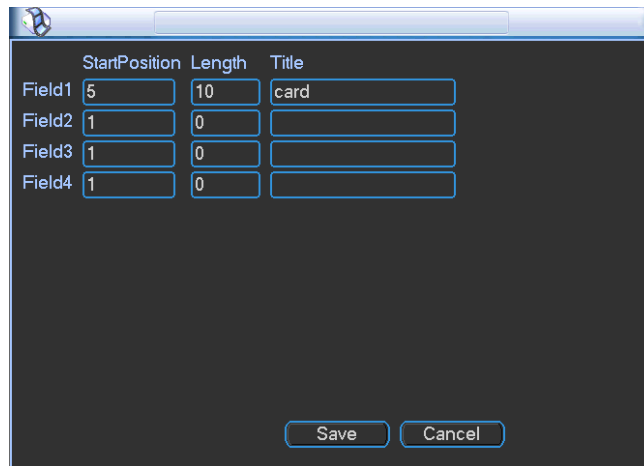 StartPosition Length Title
Field1 5 10 card
Field2 1 0
Field3 1 0
Field4 1 0
Save Cancel